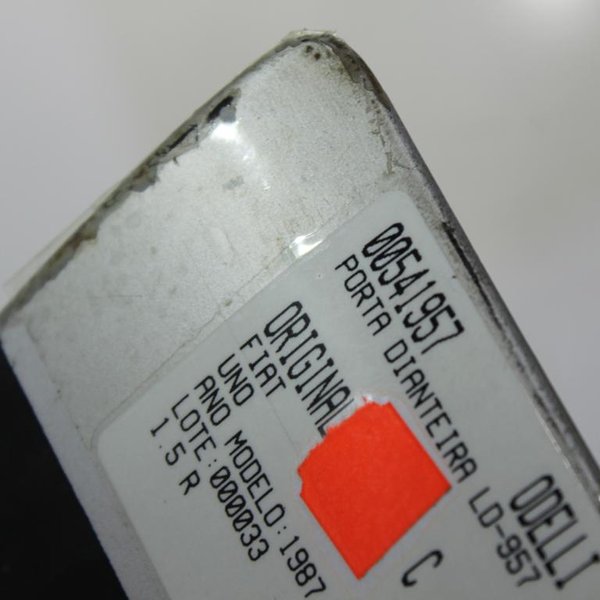 ODELLI
00541957
PORTA DIANTEIRA LD-957
ORIGINAL C
FIAT
UNO
ANO MODELO:1987
LOTE:000033
1.5 R